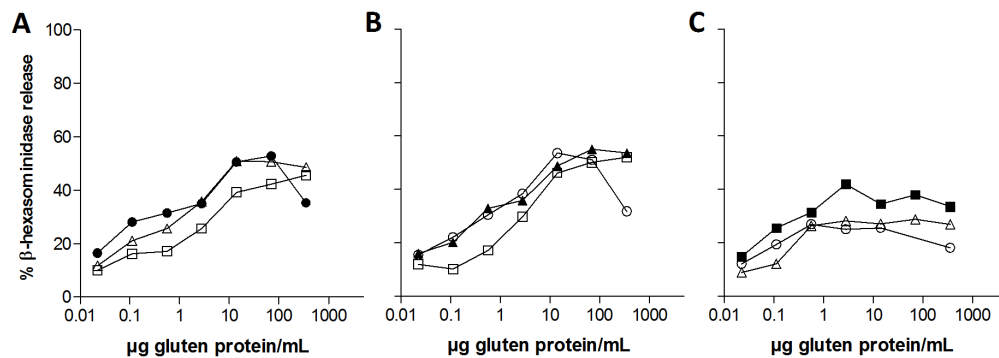 A
B
C
% β-hexasominidase release
100
80
60
40
20
0
0.01 0.1 1 10 100 1000
0.01 0.1 1 10 100 1000
0.01 0.1 1 10 100 1000
µg gluten protein/mL
µg gluten protein/mL
µg gluten protein/mL